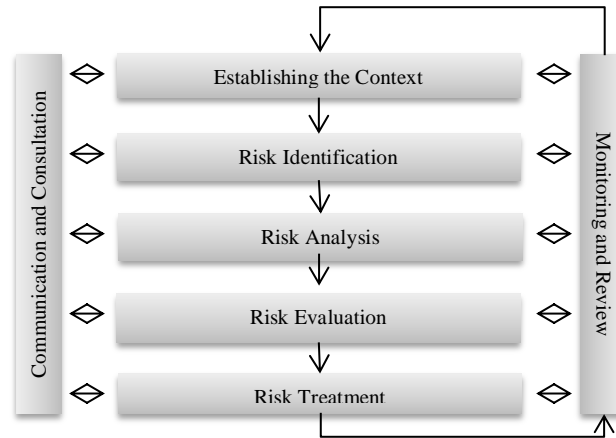 Establishing the Context
Risk Identification
Risk Analysis
Risk Evaluation
Risk Treatment
Communication and Consultation
Monitoring and Review